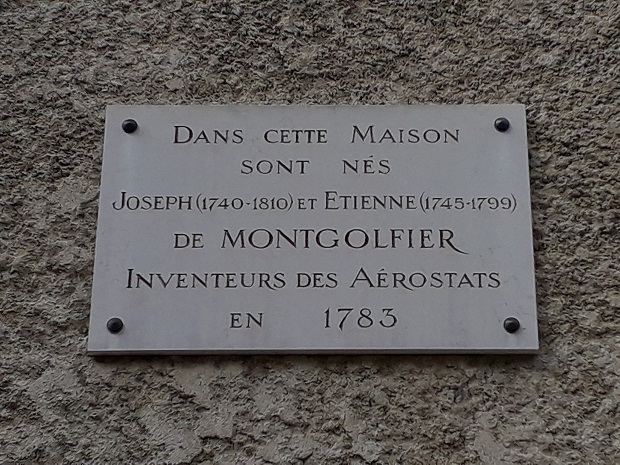 DANS CETTE MAISON
SONT NÉS
JOSEPH (1740-1810) ET ETIENNE (1745-1799)
DE MONTGOLFIER
INVENTEURS DES AÉROSTATS
EN 1783